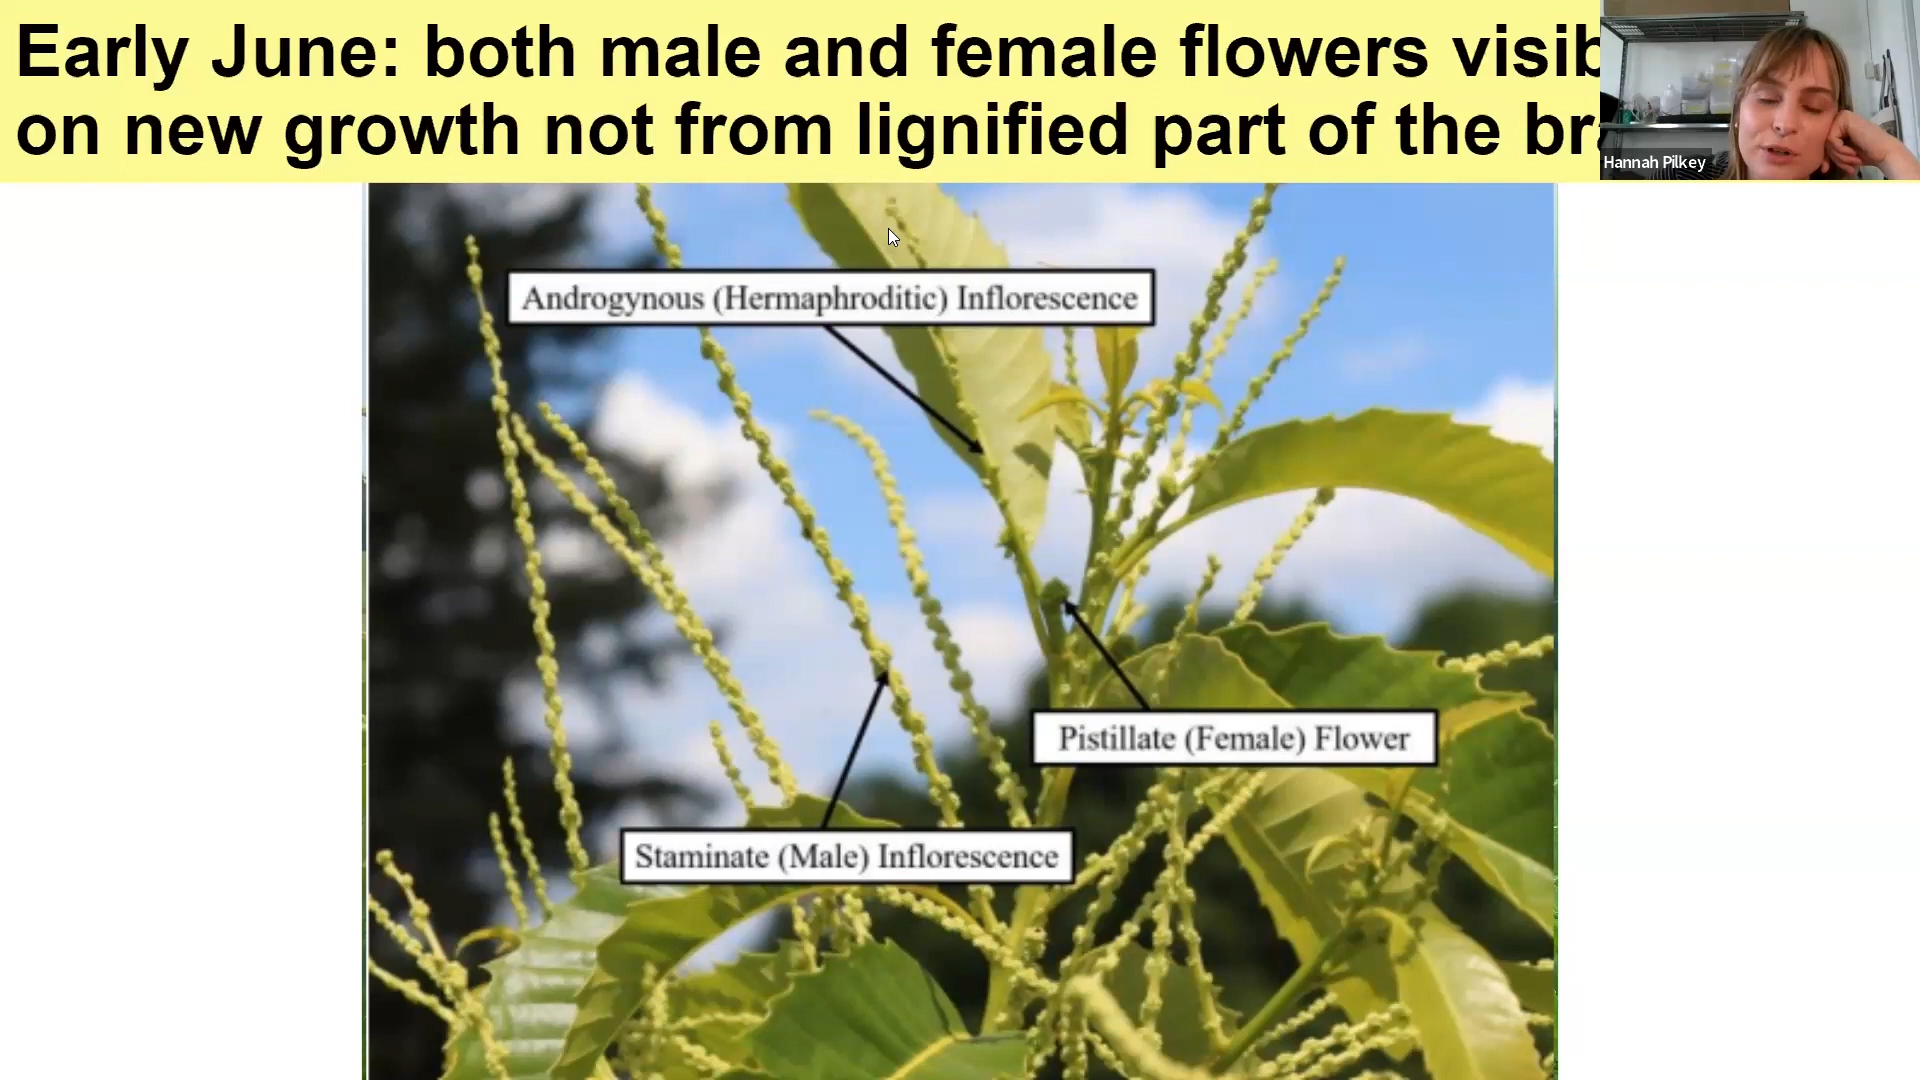 Early June: both male and female flowers visib
on new growth not from lignified part of the br
Hannah Pilkey
Androgynous (Hermaphroditic) Inflorescence
Pistillate (Female) Flower
Staminate (Male) Inflorescence